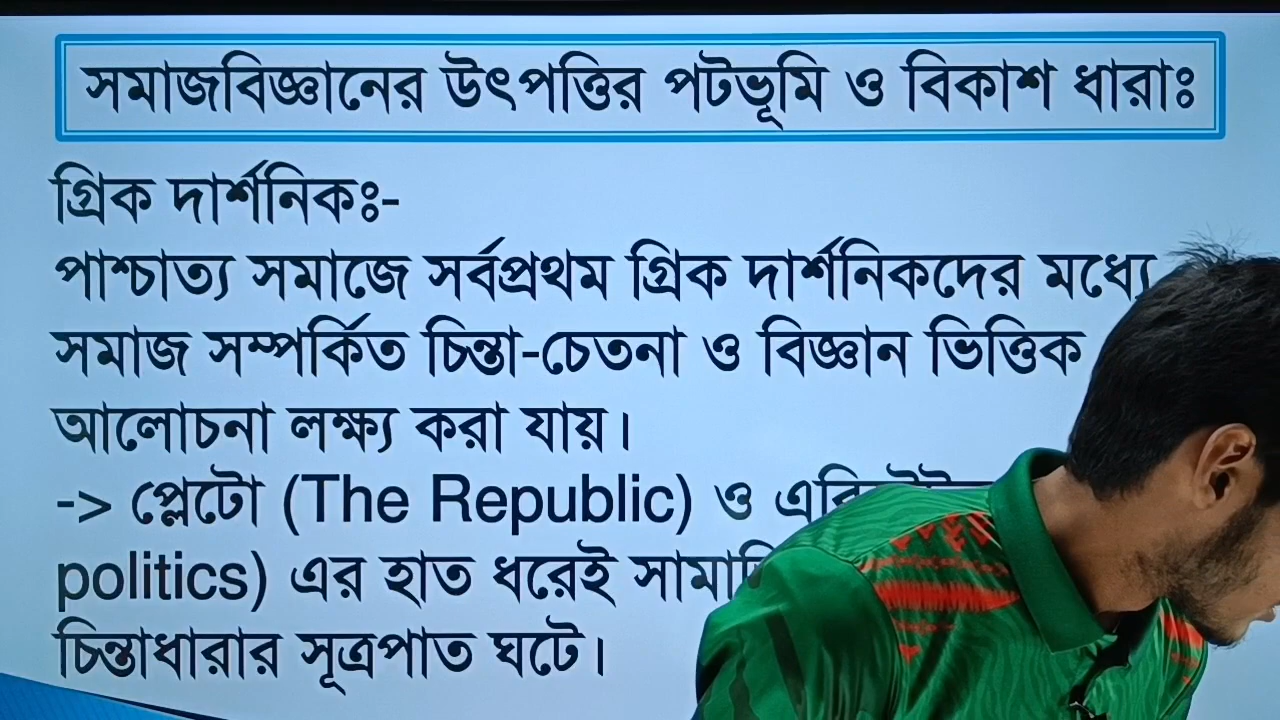 সমাজবিজ্ঞানের উৎপত্তির পটভূমি ও বিকাশ ধারাঃ
গ্রিক দার্শনিকঃ-
পাশ্চাত্য সমাজে সর্বপ্রথম গ্রিক দার্শনিকদের মধ্যে
সমাজ সম্পর্কিত চিন্তা-চেতনা ও বিজ্ঞান ভিত্তিক
আলোচনা লক্ষ্য করা যায়।
-> প্লেটো (The Republic) ও
politics) এর হাত ধরেই
চিন্তাধারার সূত্রপাত ঘটে।